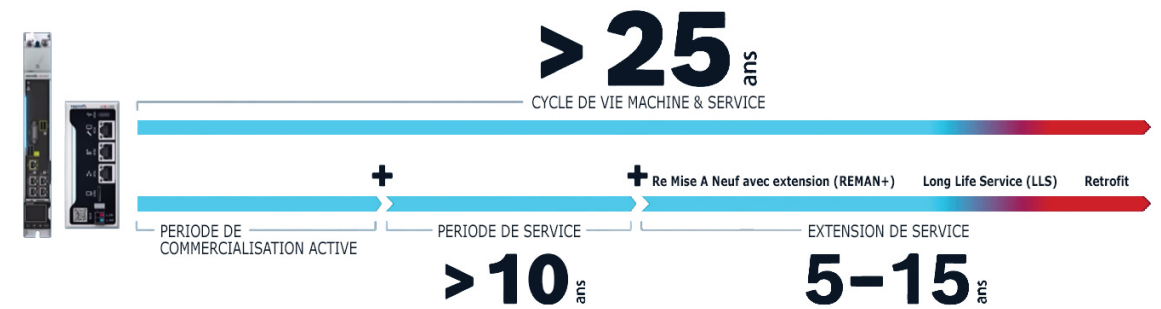 > 25 ans
CYCLE DE VIE MACHINE & SERVICE
+
+
Re Mise A Neuf avec extension (REMAN+)
Long Life Service (LLS)
Retrofit
PERIODE DE
COMMERCIALISATION ACTIVE
PERIODE DE SERVICE
> 10 ans
EXTENSION DE SERVICE
5-15 ans